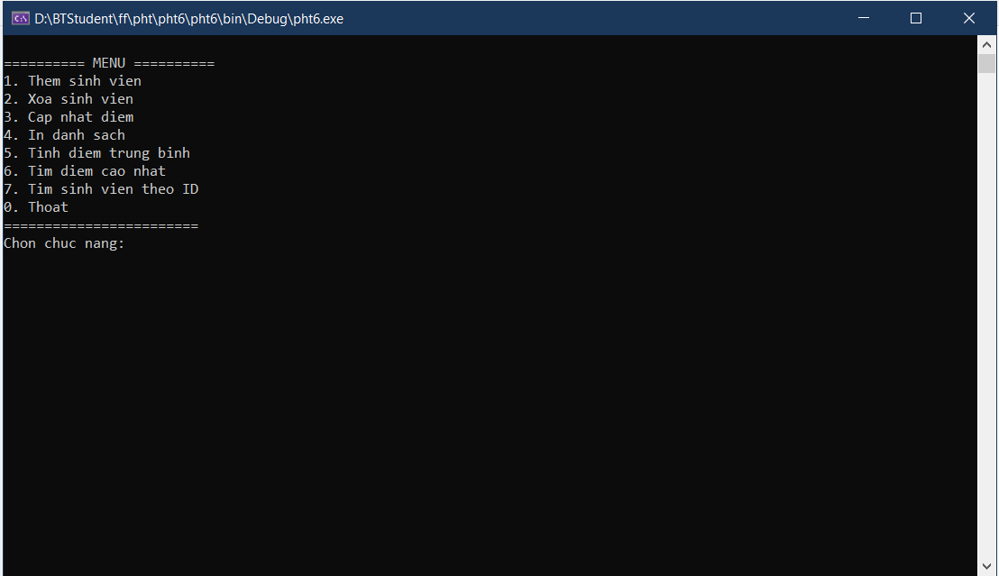 D:\BTStudent\ff\pht\pht6\pht6\bin\Debug\pht6.exe
========== MENU ==========
1. Them sinh vien
2. Xoa sinh vien
3. Cap nhat diem
4. In danh sach
5. Tinh diem trung binh
6. Tim diem cao nhat
7. Tim sinh vien theo ID
0. Thoat
========================
Chon chuc nang: